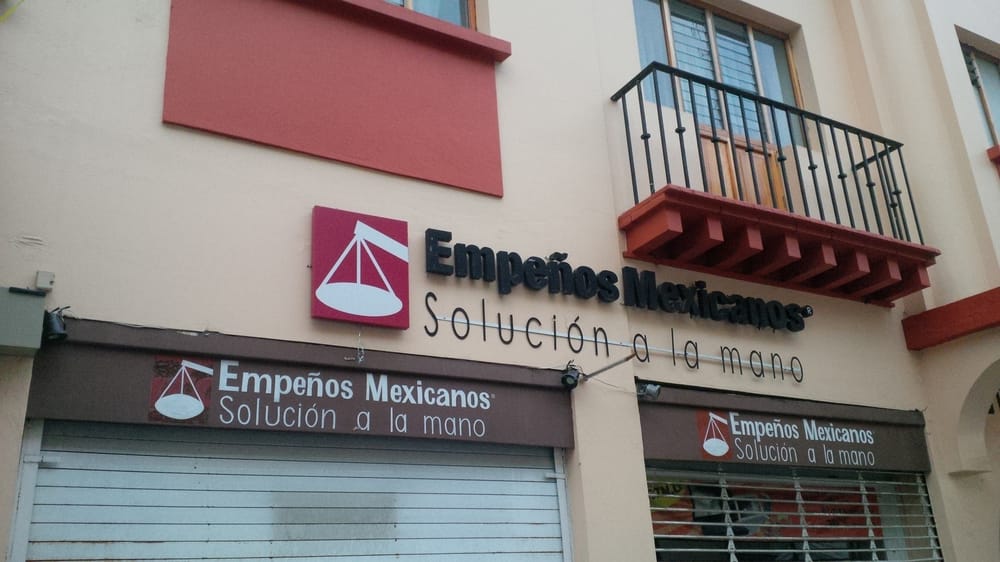 Empeños Mexicanos®
Solución a la mano
Empeños Mexicanos®
Solución a la mano
Empeños Mexicanos
Solución a la mano